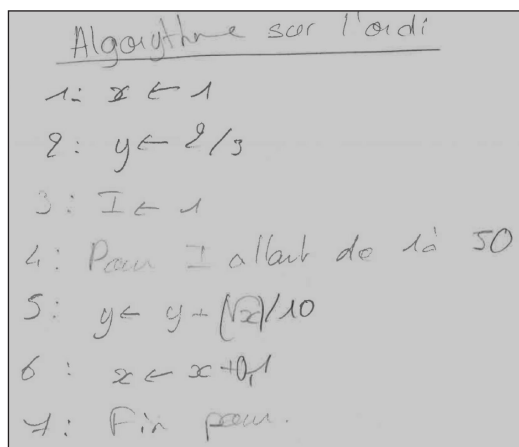 Algorythme sur l'ordi
1: x ← 1
2: y ← 2/3
3: I ← 1
4: Pour I allant de 1 à 50
5: y ← y + (√x)/10
6: x ← x+0,1
7: Fin pour.